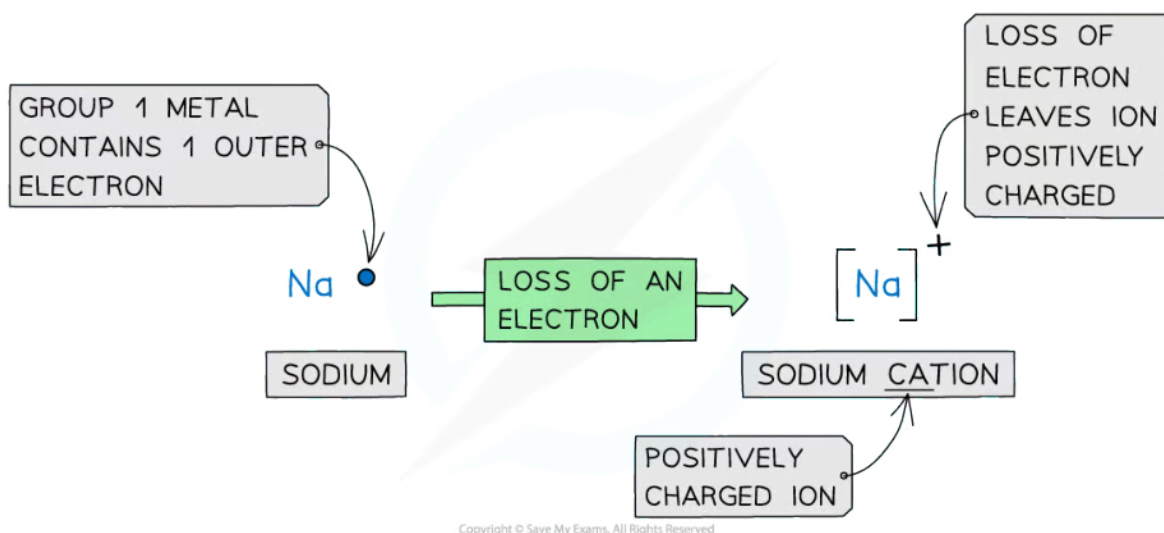 GROUP 1 METAL
CONTAINS 1 OUTER
ELECTRON
LOSS OF
ELECTRON
LEAVES ION
POSITIVELY
CHARGED
Na
LOSS OF AN
ELECTRON
[Na]+
SODIUM
SODIUM CATION
POSITIVELY
CHARGED ION
Copyright © Save My Exams. All Rights Reserved